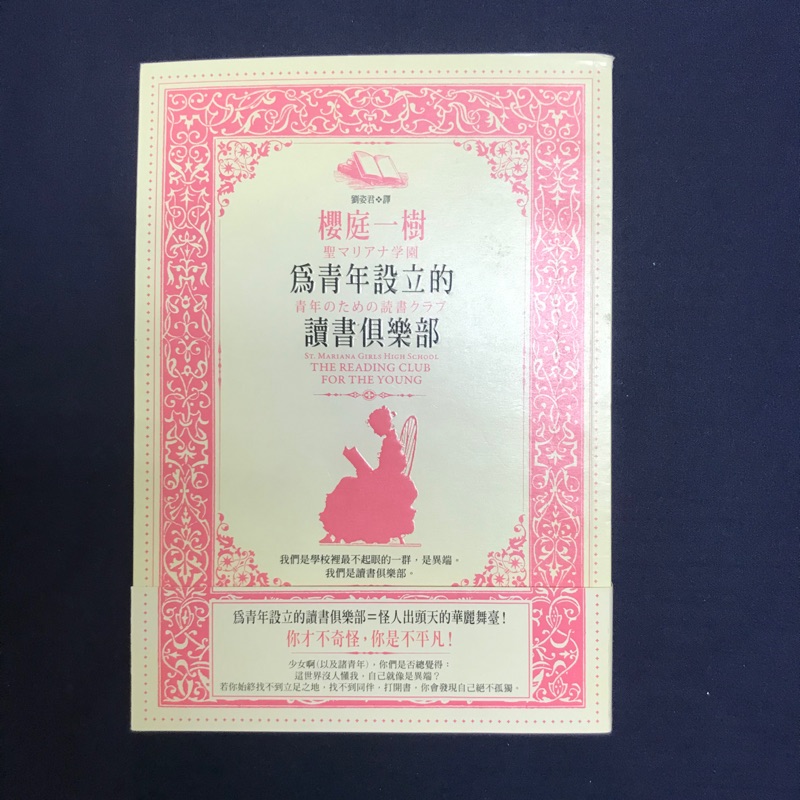 劉姿君❖譯
櫻庭一樹
聖マリアナ学園
爲青年設立的
青年のための読書クラブ
讀書俱樂部
ST. MARIANA GIRLS HIGH SCHOOL
THE READING CLUB
FOR THE YOUNG
我們是學校裡最不起眼的一群，是異端。
我們是讀書俱樂部。
爲青年設立的讀書俱樂部＝怪人出頭天的華麗舞臺！
你才不奇怪，你是不平凡！
少女啊(以及諸青年)，你們是否總覺得：
這世界沒人懂我，自己就像是異端？
若你始終找不到立足之地，找不到同伴，打開書，你會發現自己絕不孤獨。